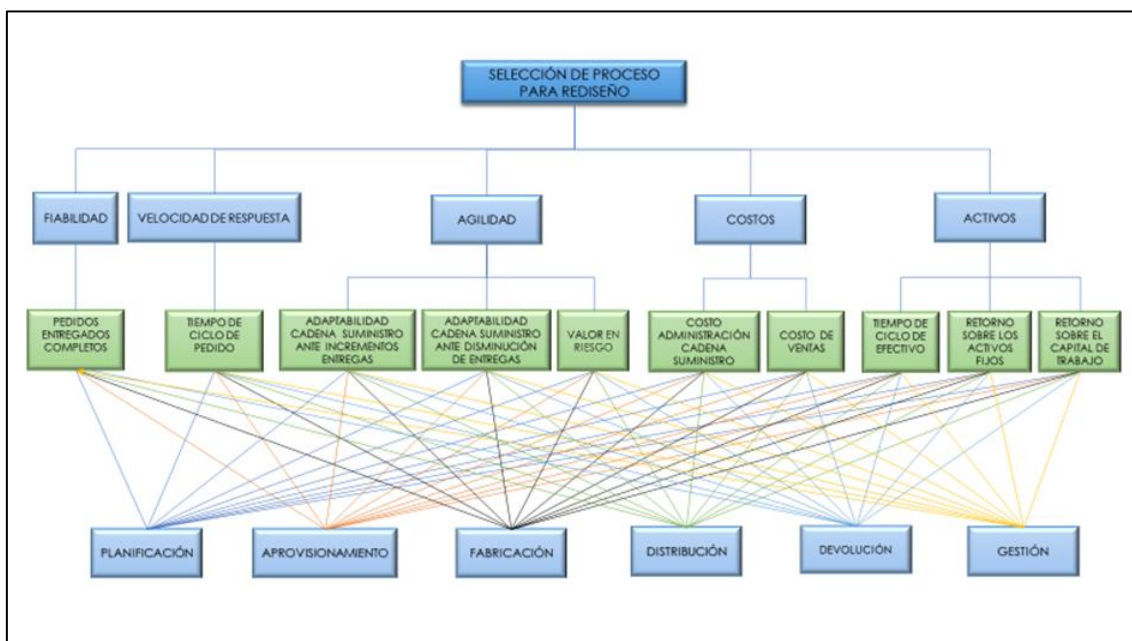 SELECCIÓN DE PROCESO
PARA REDISEÑO
FIABILIDAD
VELOCIDAD DE RESPUESTA
AGILIDAD
COSTOS
ACTIVOS
PEDIDOS
ENTREGADOS
COMPLETOS
TIEMPO DE
CICLO DE
PEDIDO
ADAPTABILIDAD
CADENA SUMINISTRO
ANTE INCREMENTOS
ENTREGAS
ADAPTABILIDAD
CADENA SUMINISTRO
ANTE DISMINUCIÓN
DE ENTREGAS
VALOR EN
RIESGO
COSTO
ADMINISTRACIÓN
CADENA
SUMINISTRO
COSTO DE
VENTAS
TIEMPO DE
CICLO DE
EFECTIVO
RETORNO
SOBRE LOS
ACTIVOS
FIJOS
RETORNO
SOBRE EL
CAPITAL DE
TRABAJO
PLANIFICACIÓN
APROVISIONAMIENTO
FABRICACIÓN
DISTRIBUCIÓN
DEVOLUCIÓN
GESTIÓN